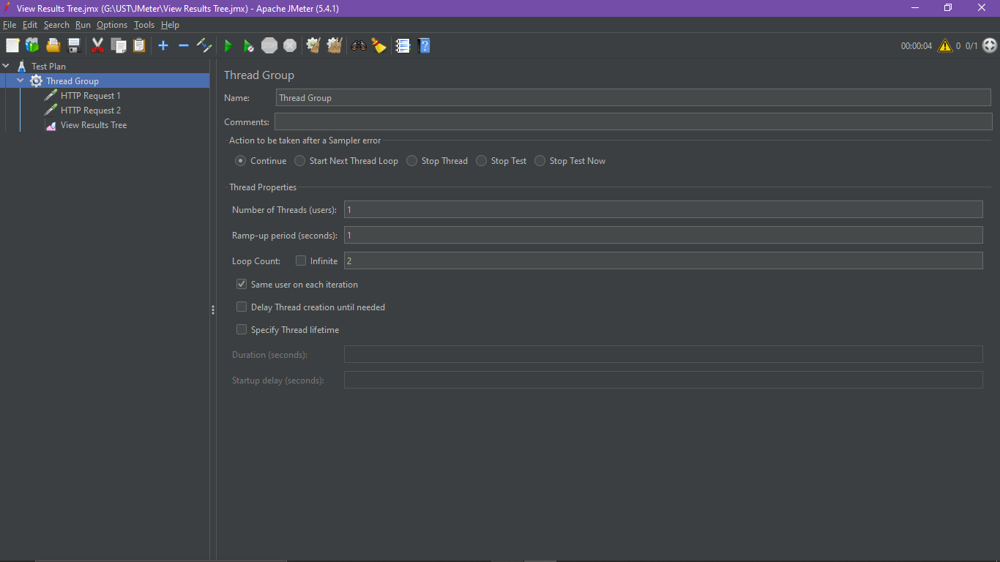 View Results Tree.jmx (G:\UST\JMeter\View Results Tree.jmx) - Apache JMeter (5.4.1)
File Edit Search Run Options Tools Help
STOP
00:00:04 0 0/1
Test Plan
Thread Group
HTTP Request 1
HTTP Request 2
View Results Tree
Thread Group
Name: Thread Group
Comments:
Action to be taken after a Sampler error
Continue Start Next Thread Loop Stop Thread Stop Test Stop Test Now
Thread Properties
Number of Threads (users): 1
Ramp-up period (seconds): 1
Loop Count: Infinite 2
Same user on each iteration
Delay Thread creation until needed
Specify Thread lifetime
Duration (seconds):
Startup delay (seconds):